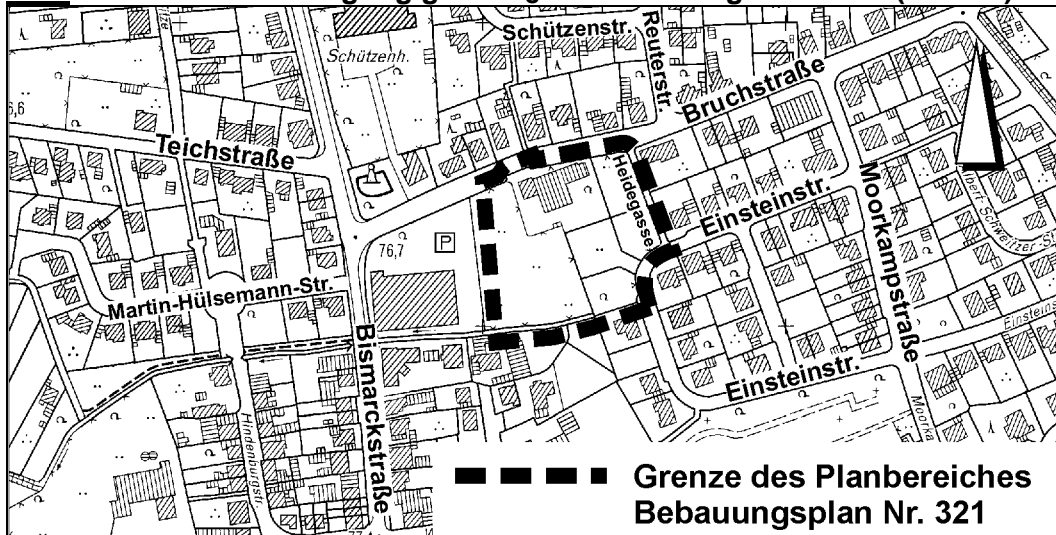 Schützenstr.
Reuterstr.
Schützenh.
Bruchstraße
Teichstraße
Heidegasse
Einsteinstr.
Moorkampstraße
76,7
P
Martin-Hülsemann-Str.
Bismarckstraße
Einsteinstr.
Hindenburgstr.
Grenze des Planbereiches
Bebauungsplan Nr. 321